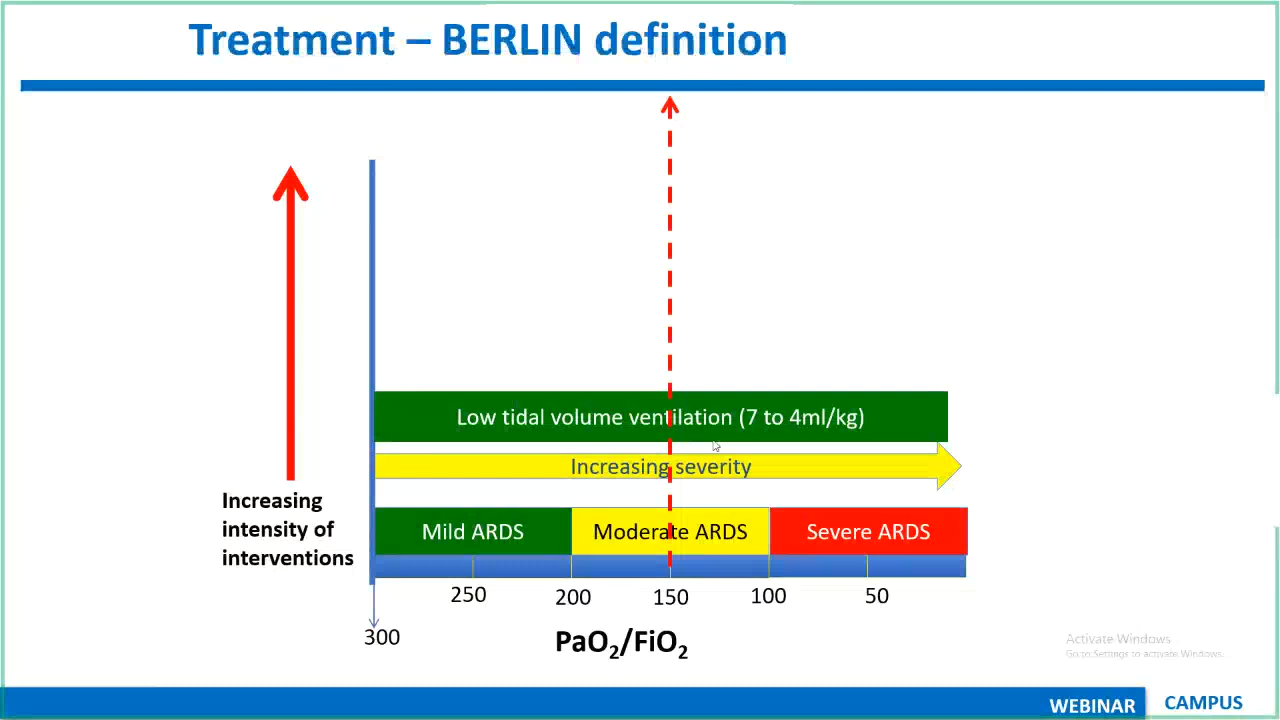 Treatment – BERLIN definition
Low tidal volume ventilation (7 to 4ml/kg)
Increasing severity
Increasing
intensity of
interventions
Mild ARDS
Moderate ARDS
Severe ARDS
250
200
150
100
50
300
PaO₂/FiO₂
Activate Windows
Go to Settings to activate Windows.
WEBINAR
CAMPUS